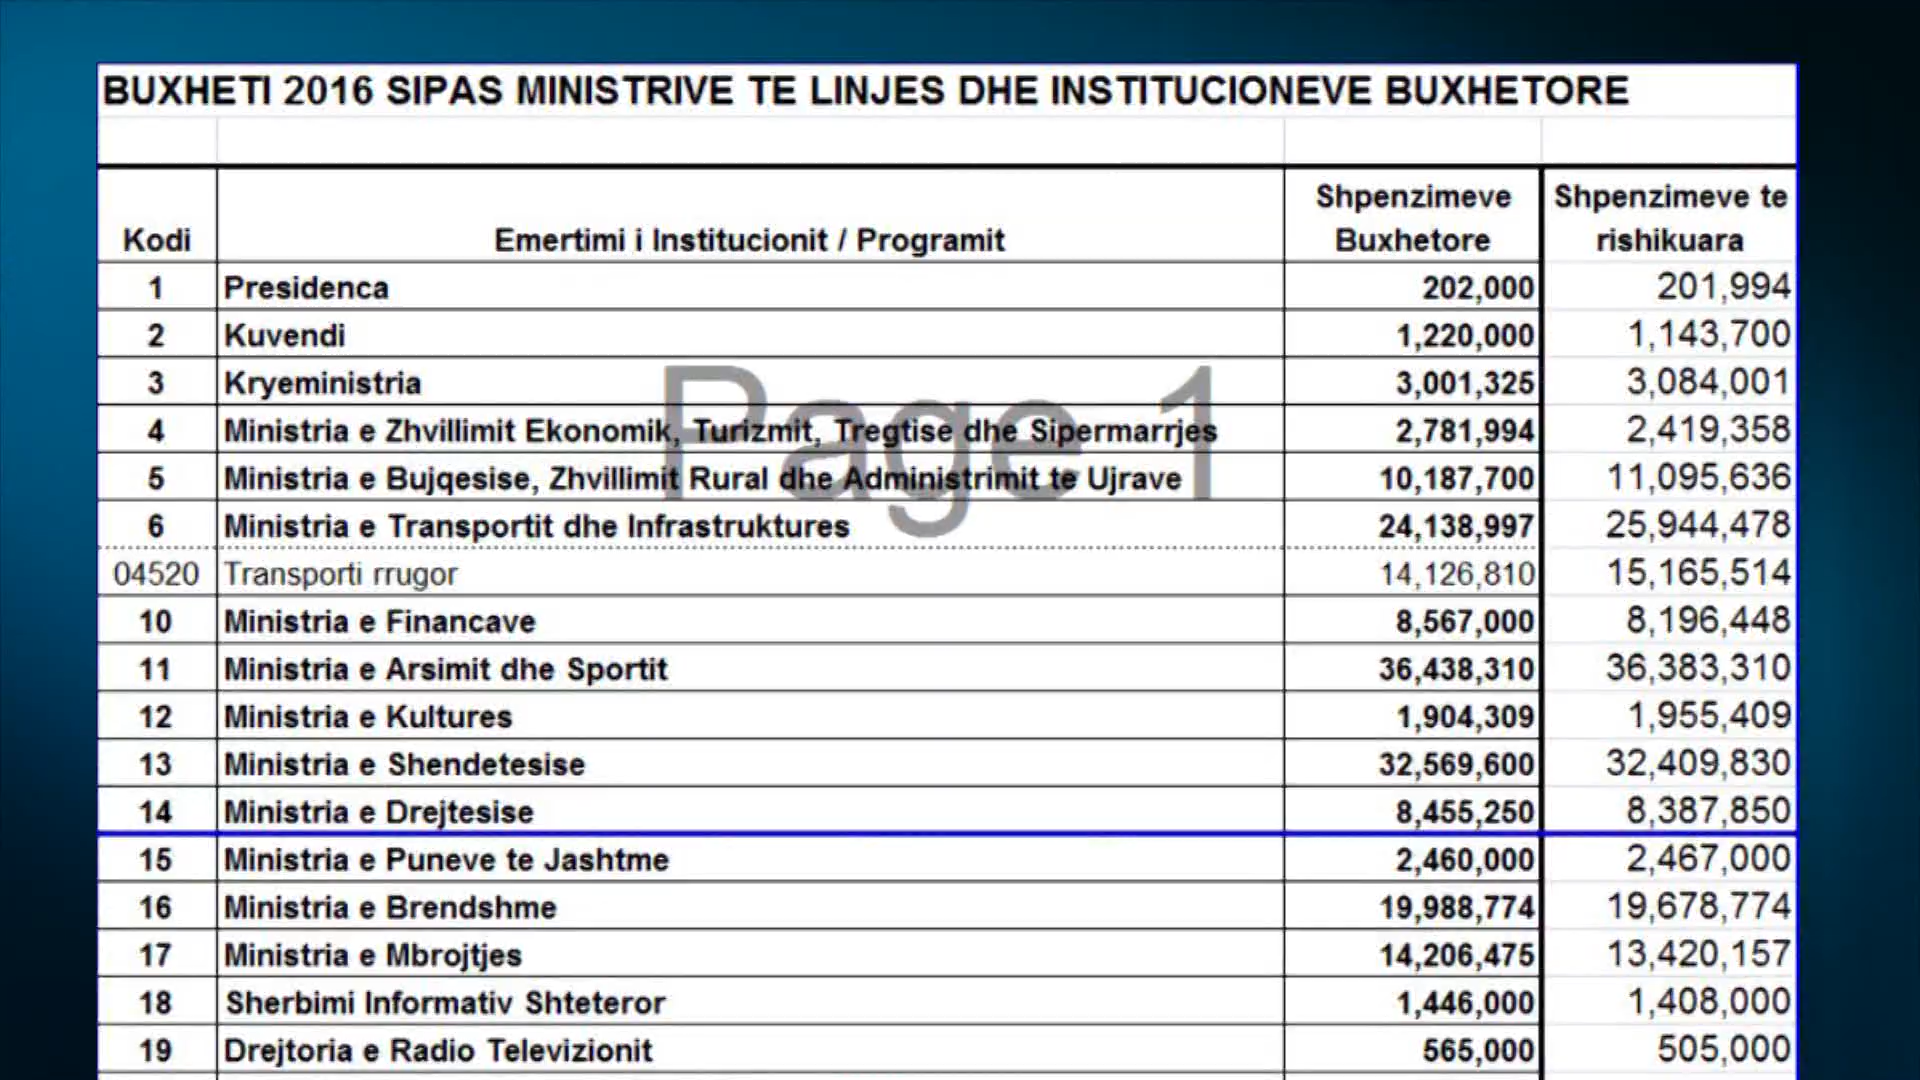 BUXHETI 2016 SIPAS MINISTRIVE TE LINJES DHE INSTITUCIONEVE BUXHETORE
Kodi Emertimi i Institucionit / Programit Shpenzimeve Buxhetore Shpenzimeve te rishikuara
1 Presidenca 202,000 201,994
2 Kuvendi 1,220,000 1,143,700
3 Kryeministria 3,001,325 3,084,001
4 Ministria e Zhvillimit Ekonomik, Turizmit, Tregtise dhe Sipermarrjes 2,781,994 2,419,358
5 Ministria e Bujqesise, Zhvillimit Rural dhe Administrimit te Ujrave 10,187,700 11,095,636
Page 1
6 Ministria e Transportit dhe Infrastruktures 24,138,997 25,944,478
04520 Transporti rrugor 14,126,810 15,165,514
10 Ministria e Financave 8,567,000 8,196,448
11 Ministria e Arsimit dhe Sportit 36,438,310 36,383,310
12 Ministria e Kultures 1,904,309 1,955,409
13 Ministria e Shendetesise 32,569,600 32,409,830
14 Ministria e Drejtesise 8,455,250 8,387,850
15 Ministria e Puneve te Jashtme 2,460,000 2,467,000
16 Ministria e Brendshme 19,988,774 19,678,774
17 Ministria e Mbrojtjes 14,206,475 13,420,157
18 Sherbimi Informativ Shteteror 1,446,000 1,408,000
19 Drejtoria e Radio Televizionit 565,000 505,000